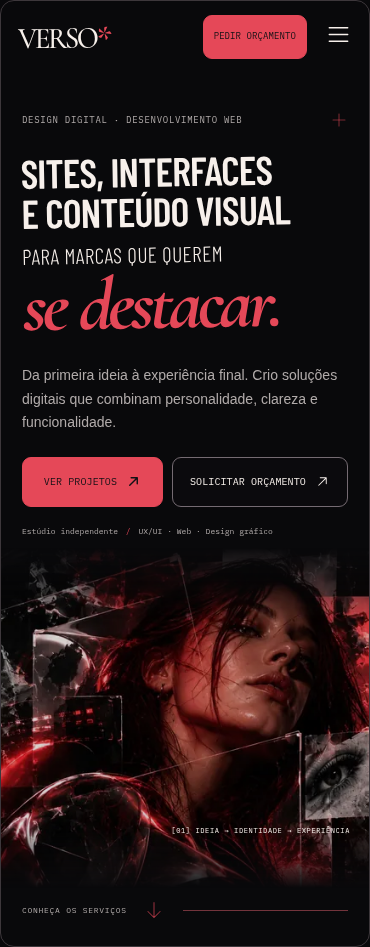 VERSO*
PEDIR ORÇAMENTO
DESIGN DIGITAL · DESENVOLVIMENTO WEB
SITES, INTERFACES
E CONTEÚDO VISUAL
PARA MARCAS QUE QUEREM
se destacar.
Da primeira ideia à experiência final. Crio soluções
digitais que combinam personalidade, clareza e
funcionalidade.
VER PROJETOS ↗
SOLICITAR ORÇAMENTO ↗
Estúdio independente / UX/UI · Web · Design gráfico
[01] IDEIA → IDENTIDADE → EXPERIÊNCIA
CONHEÇA OS SERVIÇOS ↓